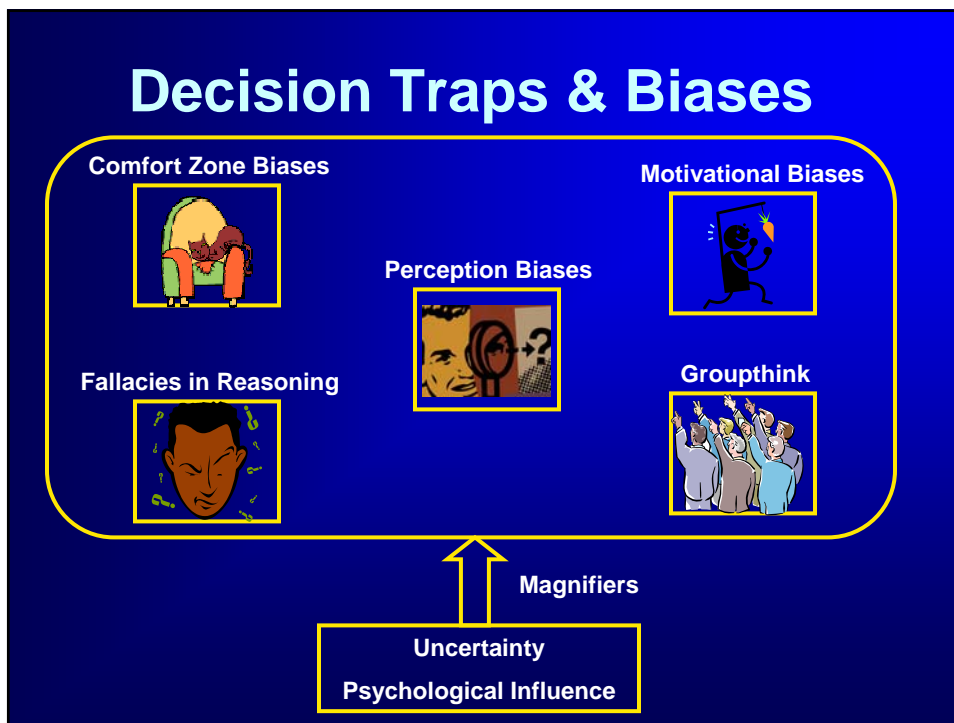 Decision Traps & Biases
Comfort Zone Biases
Motivational Biases
Perception Biases
Fallacies in Reasoning
Groupthink
Magnifiers
Uncertainty
Psychological Influence